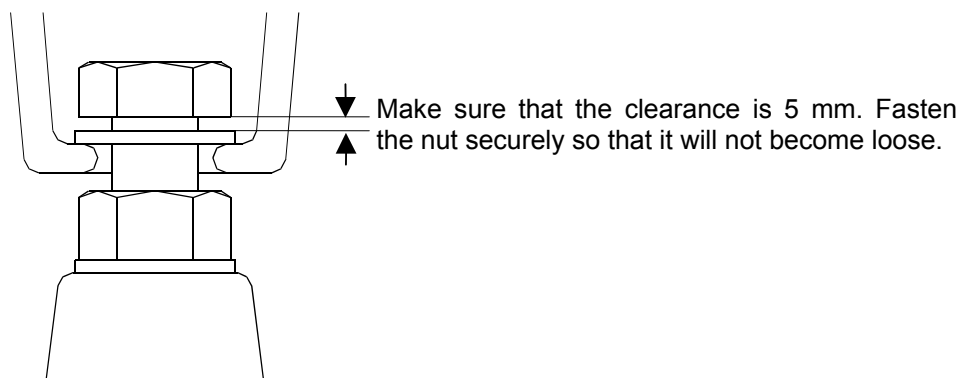 Make sure that the clearance is 5 mm. Fasten
the nut securely so that it will not become loose.